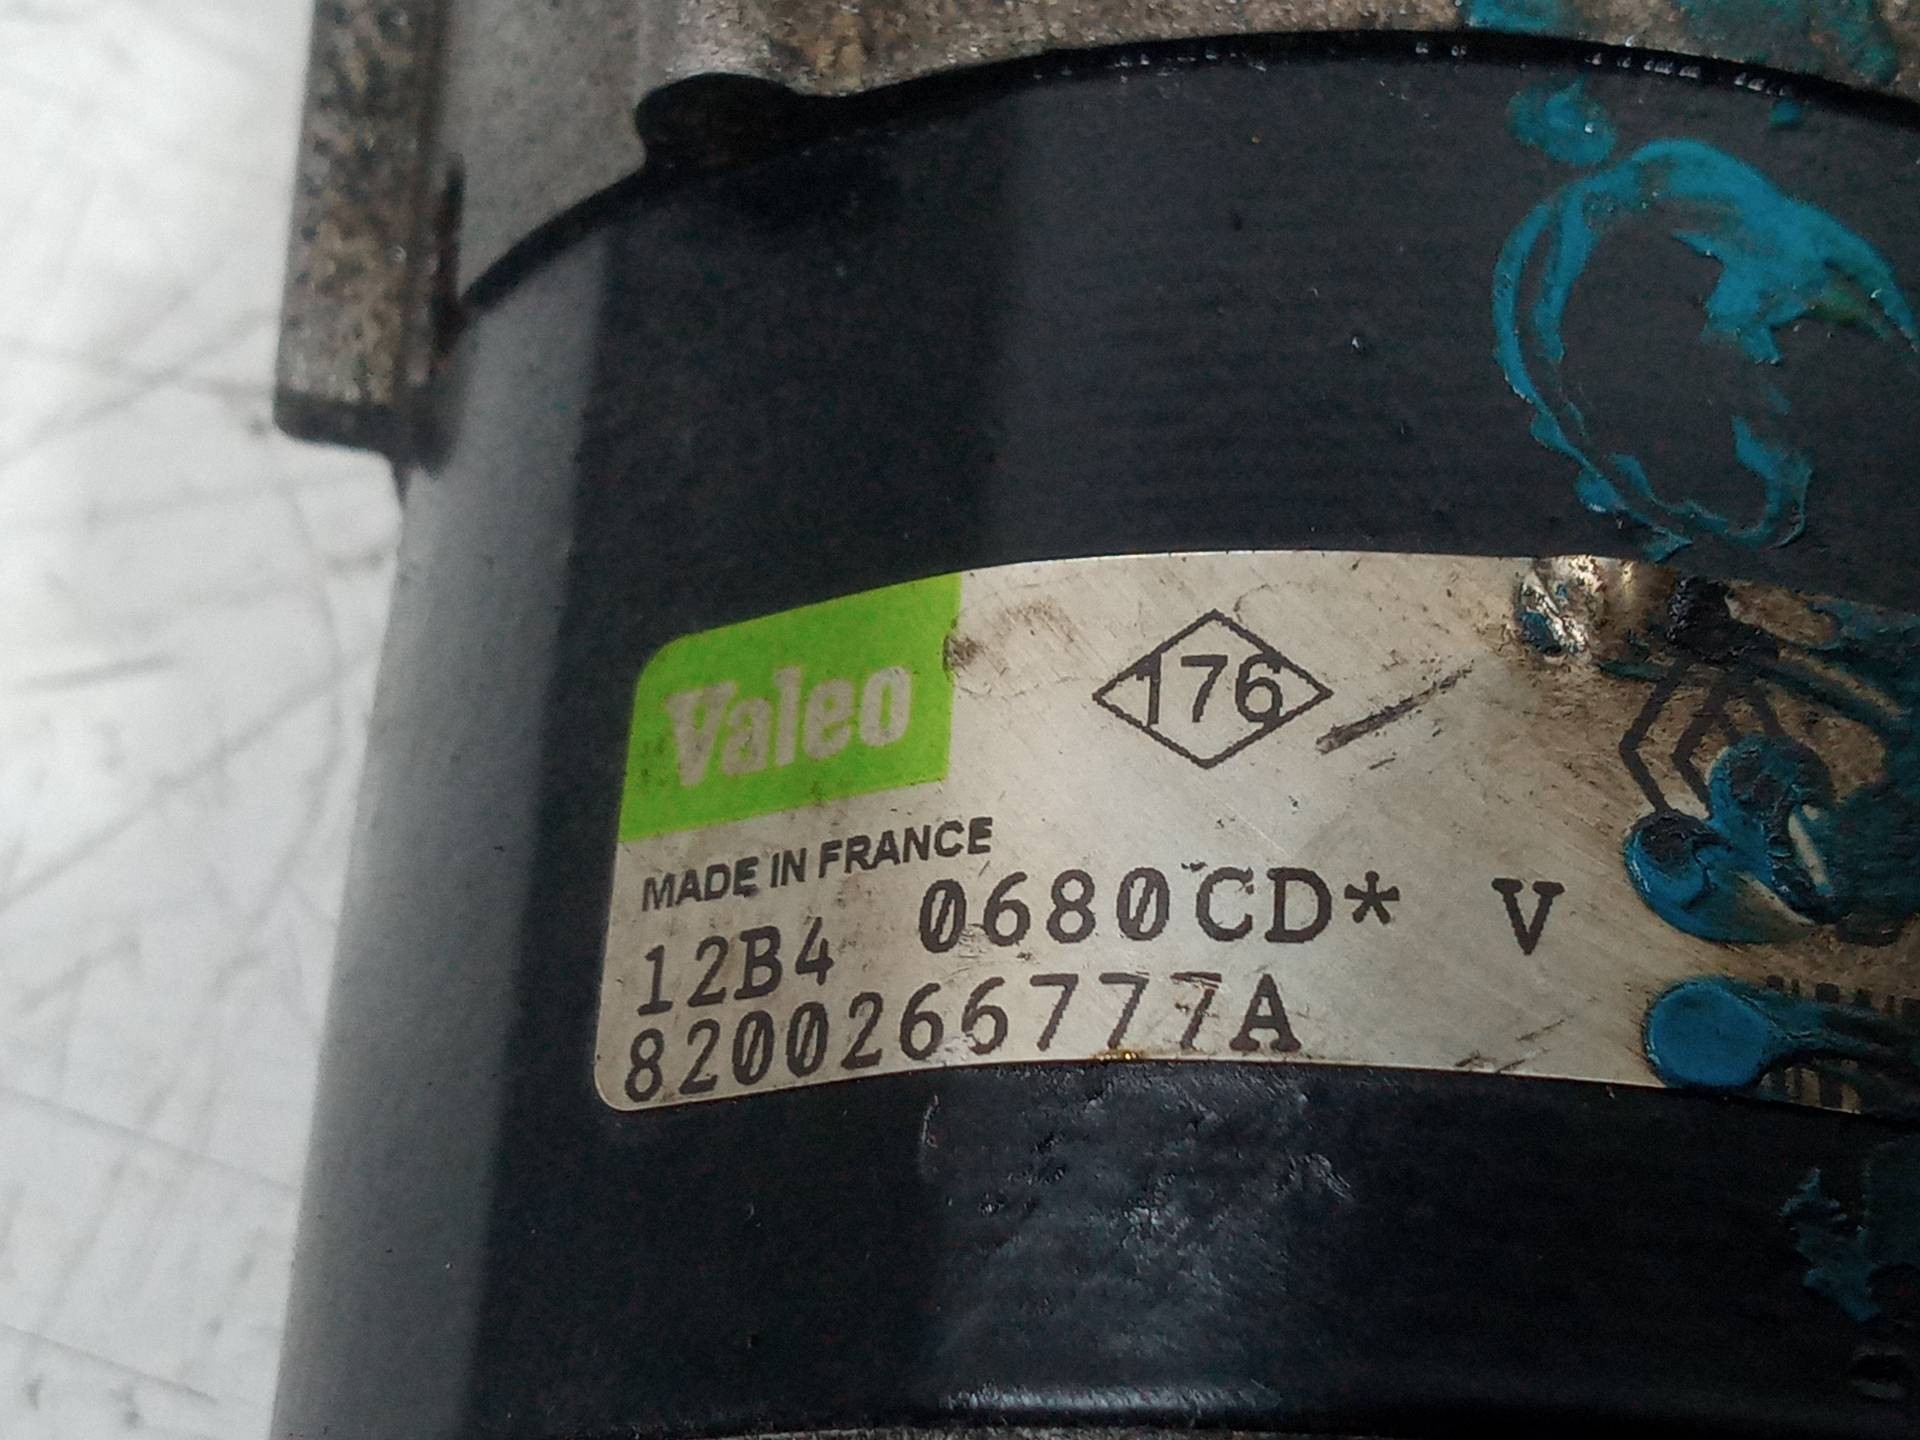 Valeo
176
MADE IN FRANCE
12B4 0680CD* V
8200266777A